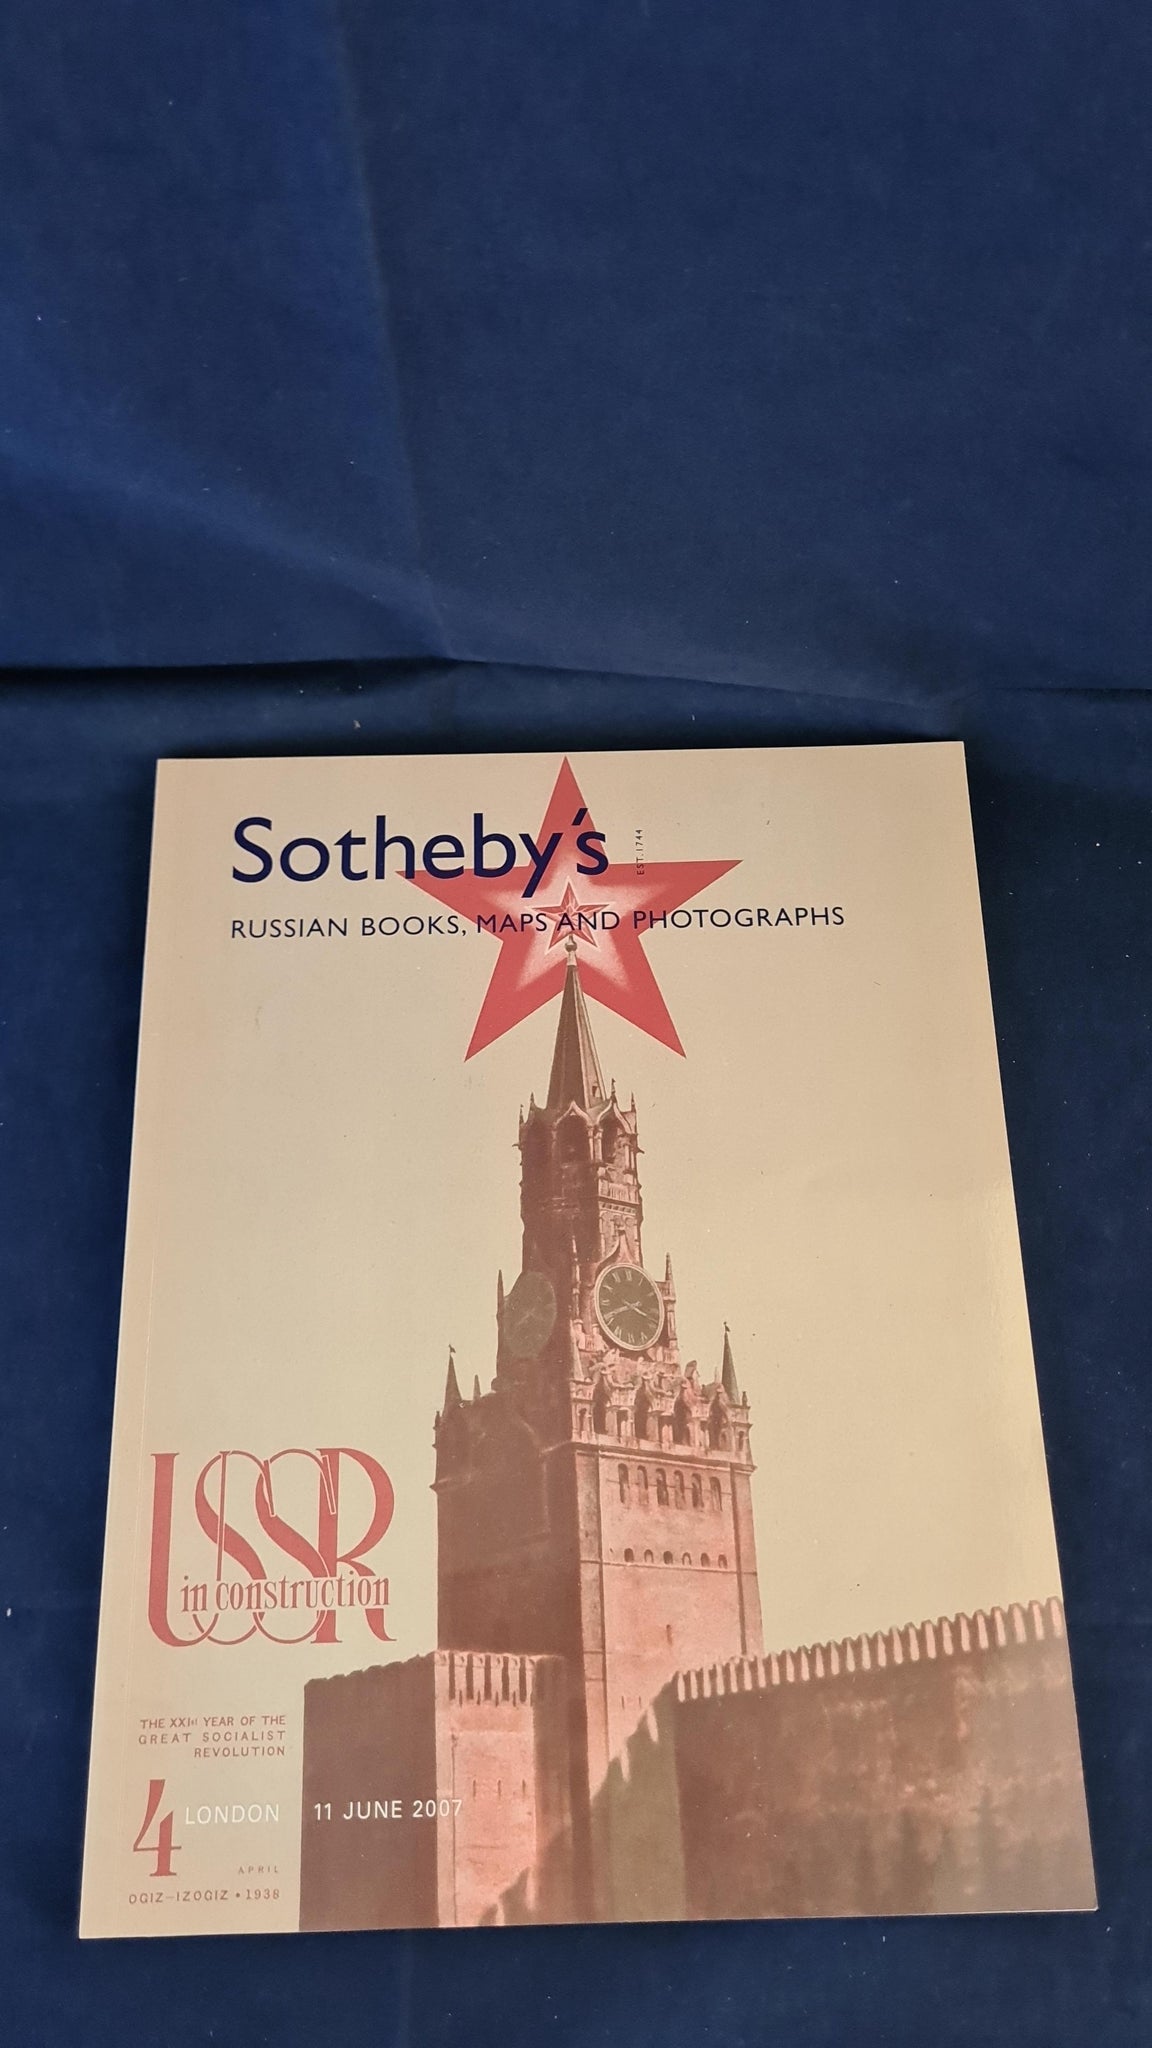 Sotheby's
EST. 1744
RUSSIAN BOOKS, MAPS AND PHOTOGRAPHS
USSR
in construction
THE XXIst YEAR OF THE
GREAT SOCIALIST
REVOLUTION
4
LONDON 11 JUNE 2007
APRIL
OGIZ—IZOGIZ • 1938